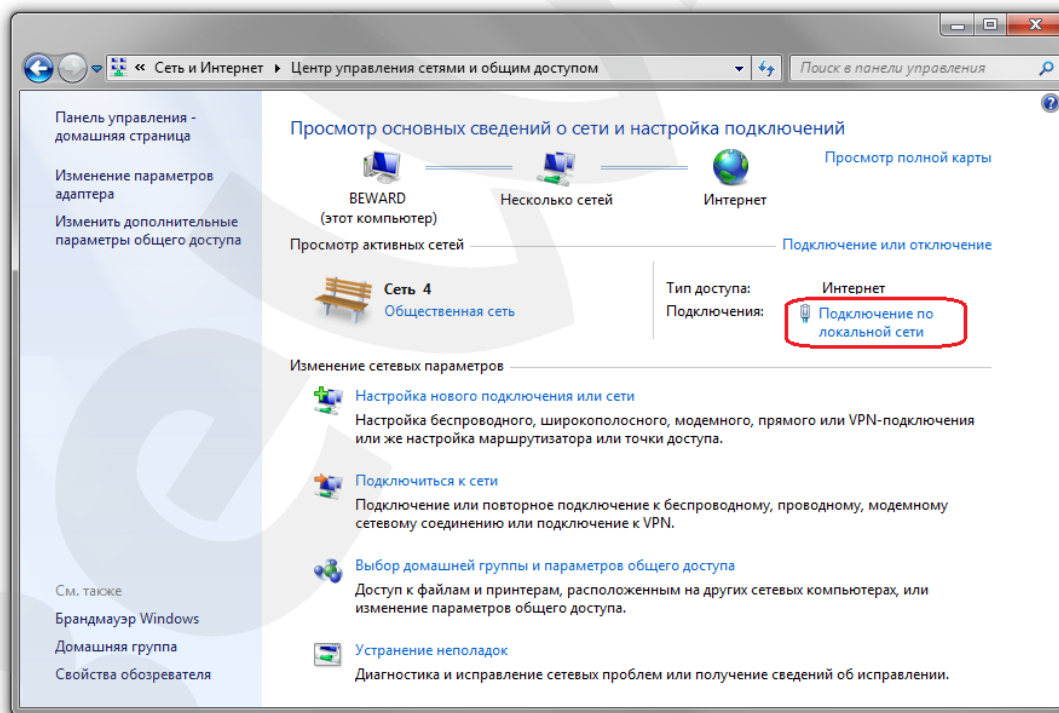 « Сеть и Интернет ▸ Центр управления сетями и общим доступом
Поиск в панели управления
Панель управления -
домашняя страница
Изменение параметров
адаптера
Изменить дополнительные
параметры общего доступа
Просмотр основных сведений о сети и настройка подключений
Просмотр полной карты
BEWARD
(этот компьютер)
Несколько сетей
Интернет
Просмотр активных сетей
Подключение или отключение
Сеть 4
Общественная сеть
Тип доступа: Интернет
Подключения: Подключение по
локальной сети
Изменение сетевых параметров
Настройка нового подключения или сети
Настройка беспроводного, широкополосного, модемного, прямого или VPN-подключения
или же настройка маршрутизатора или точки доступа.
Подключиться к сети
Подключение или повторное подключение к беспроводному, проводному, модемному
сетевому соединению или подключение к VPN.
Выбор домашней группы и параметров общего доступа
Доступ к файлам и принтерам, расположенным на других сетевых компьютерах, или
изменение параметров общего доступа.
Устранение неполадок
Диагностика и исправление сетевых проблем или получение сведений об исправлении.
См. также
Брандмауэр Windows
Домашняя группа
Свойства обозревателя